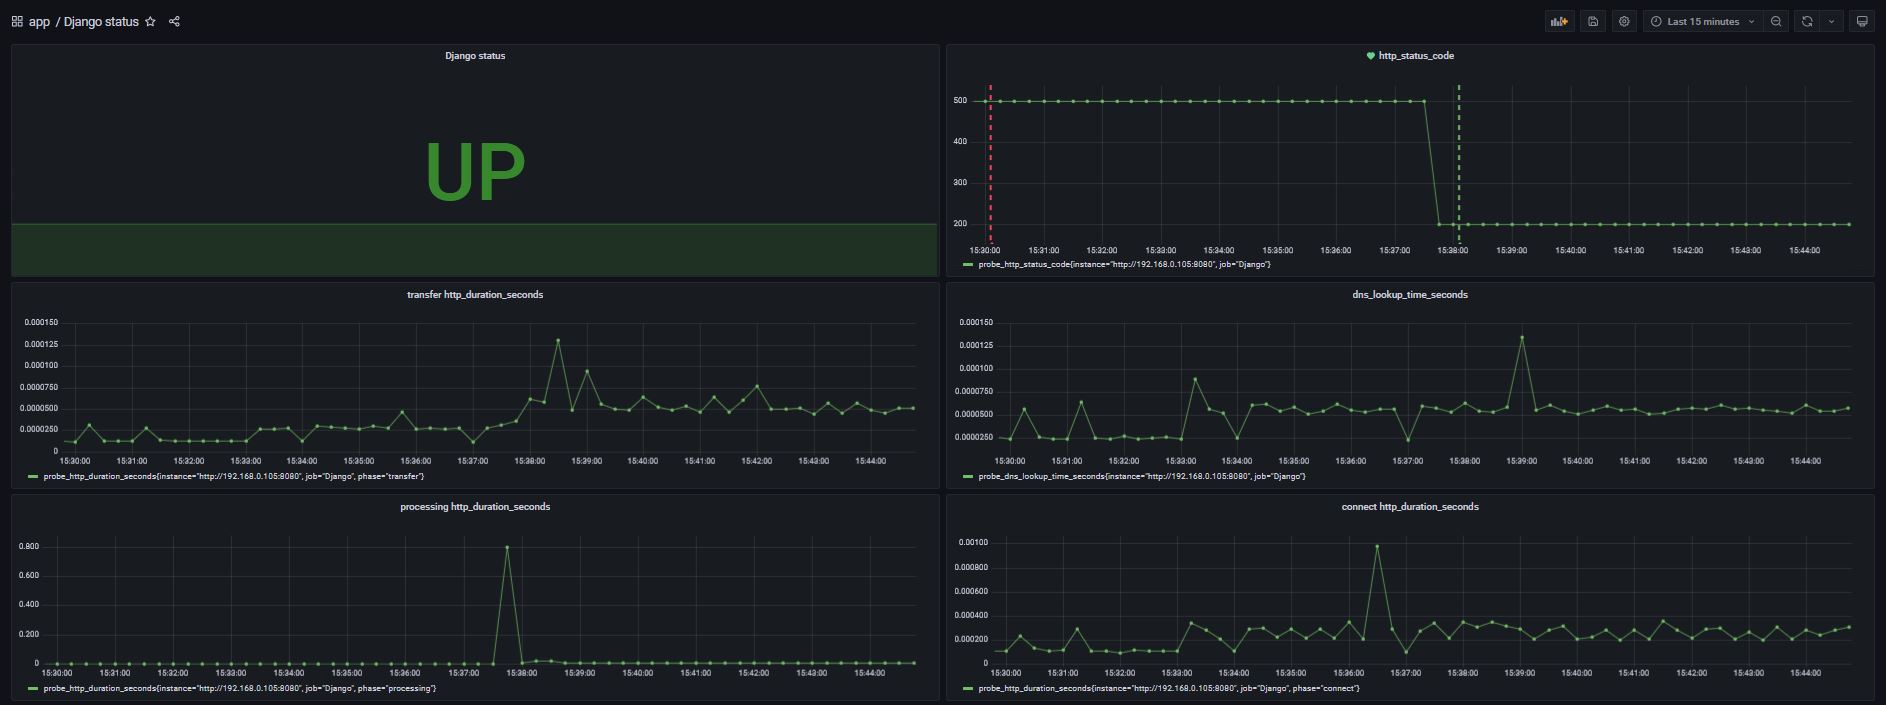 app / Django status
Last 15 minutes
Django status
UP
http_status_code
500
400
300
200
15:30:00 15:31:00 15:32:00 15:33:00 15:34:00 15:35:00 15:36:00 15:37:00 15:38:00 15:39:00 15:40:00 15:41:00 15:42:00 15:43:00 15:44:00
probe_http_status_code{instance="http://192.168.0.105:8080", job="Django"}
transfer http_duration_seconds
0.000150
0.000125
0.000100
0.0000750
0.0000500
0.0000250
0
15:30:00 15:31:00 15:32:00 15:33:00 15:34:00 15:35:00 15:36:00 15:37:00 15:38:00 15:39:00 15:40:00 15:41:00 15:42:00 15:43:00 15:44:00
probe_http_duration_seconds{instance="http://192.168.0.105:8080", job="Django", phase="transfer"}
dns_lookup_time_seconds
0.000150
0.000125
0.000100
0.0000750
0.0000500
0.0000250
15:30:00 15:31:00 15:32:00 15:33:00 15:34:00 15:35:00 15:36:00 15:37:00 15:38:00 15:39:00 15:40:00 15:41:00 15:42:00 15:43:00 15:44:00
probe_dns_lookup_time_seconds{instance="http://192.168.0.105:8080", job="Django"}
processing http_duration_seconds
0.800
0.600
0.400
0.200
0
15:30:00 15:31:00 15:32:00 15:33:00 15:34:00 15:35:00 15:36:00 15:37:00 15:38:00 15:39:00 15:40:00 15:41:00 15:42:00 15:43:00 15:44:00
probe_http_duration_seconds{instance="http://192.168.0.105:8080", job="Django", phase="processing"}
connect http_duration_seconds
0.00100
0.000800
0.000600
0.000400
0.000200
0
15:30:00 15:31:00 15:32:00 15:33:00 15:34:00 15:35:00 15:36:00 15:37:00 15:38:00 15:39:00 15:40:00 15:41:00 15:42:00 15:43:00 15:44:00
probe_http_duration_seconds{instance="http://192.168.0.105:8080", job="Django", phase="connect"}